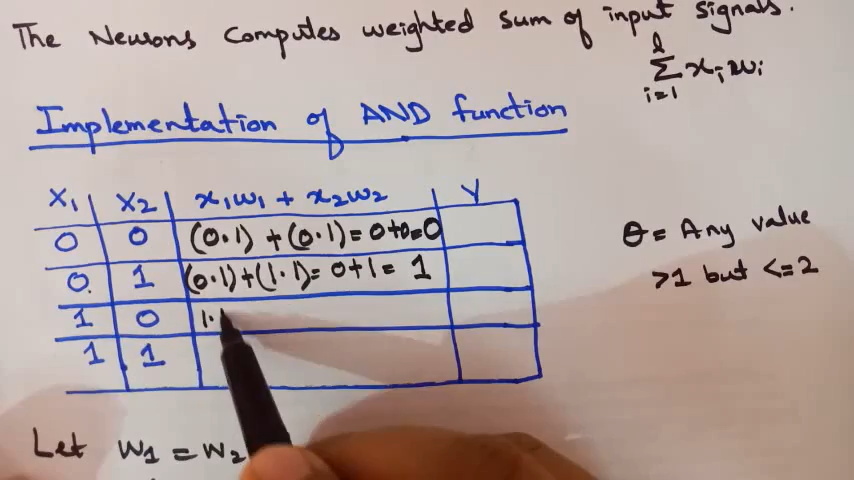 The Neurons Computes weighted sum of input signals.
l
Σ xiwi
i=1
Implementation of AND function
X1 X2 x1w1 + x2w2 Y
0 0 (0.1) + (0.1) = 0+0=0
0. 1 (0.1)+(1.1)= 0+1= 1
1 0 1.1
1 1
θ = Any value
>1 but <=2
Let W1 = W2